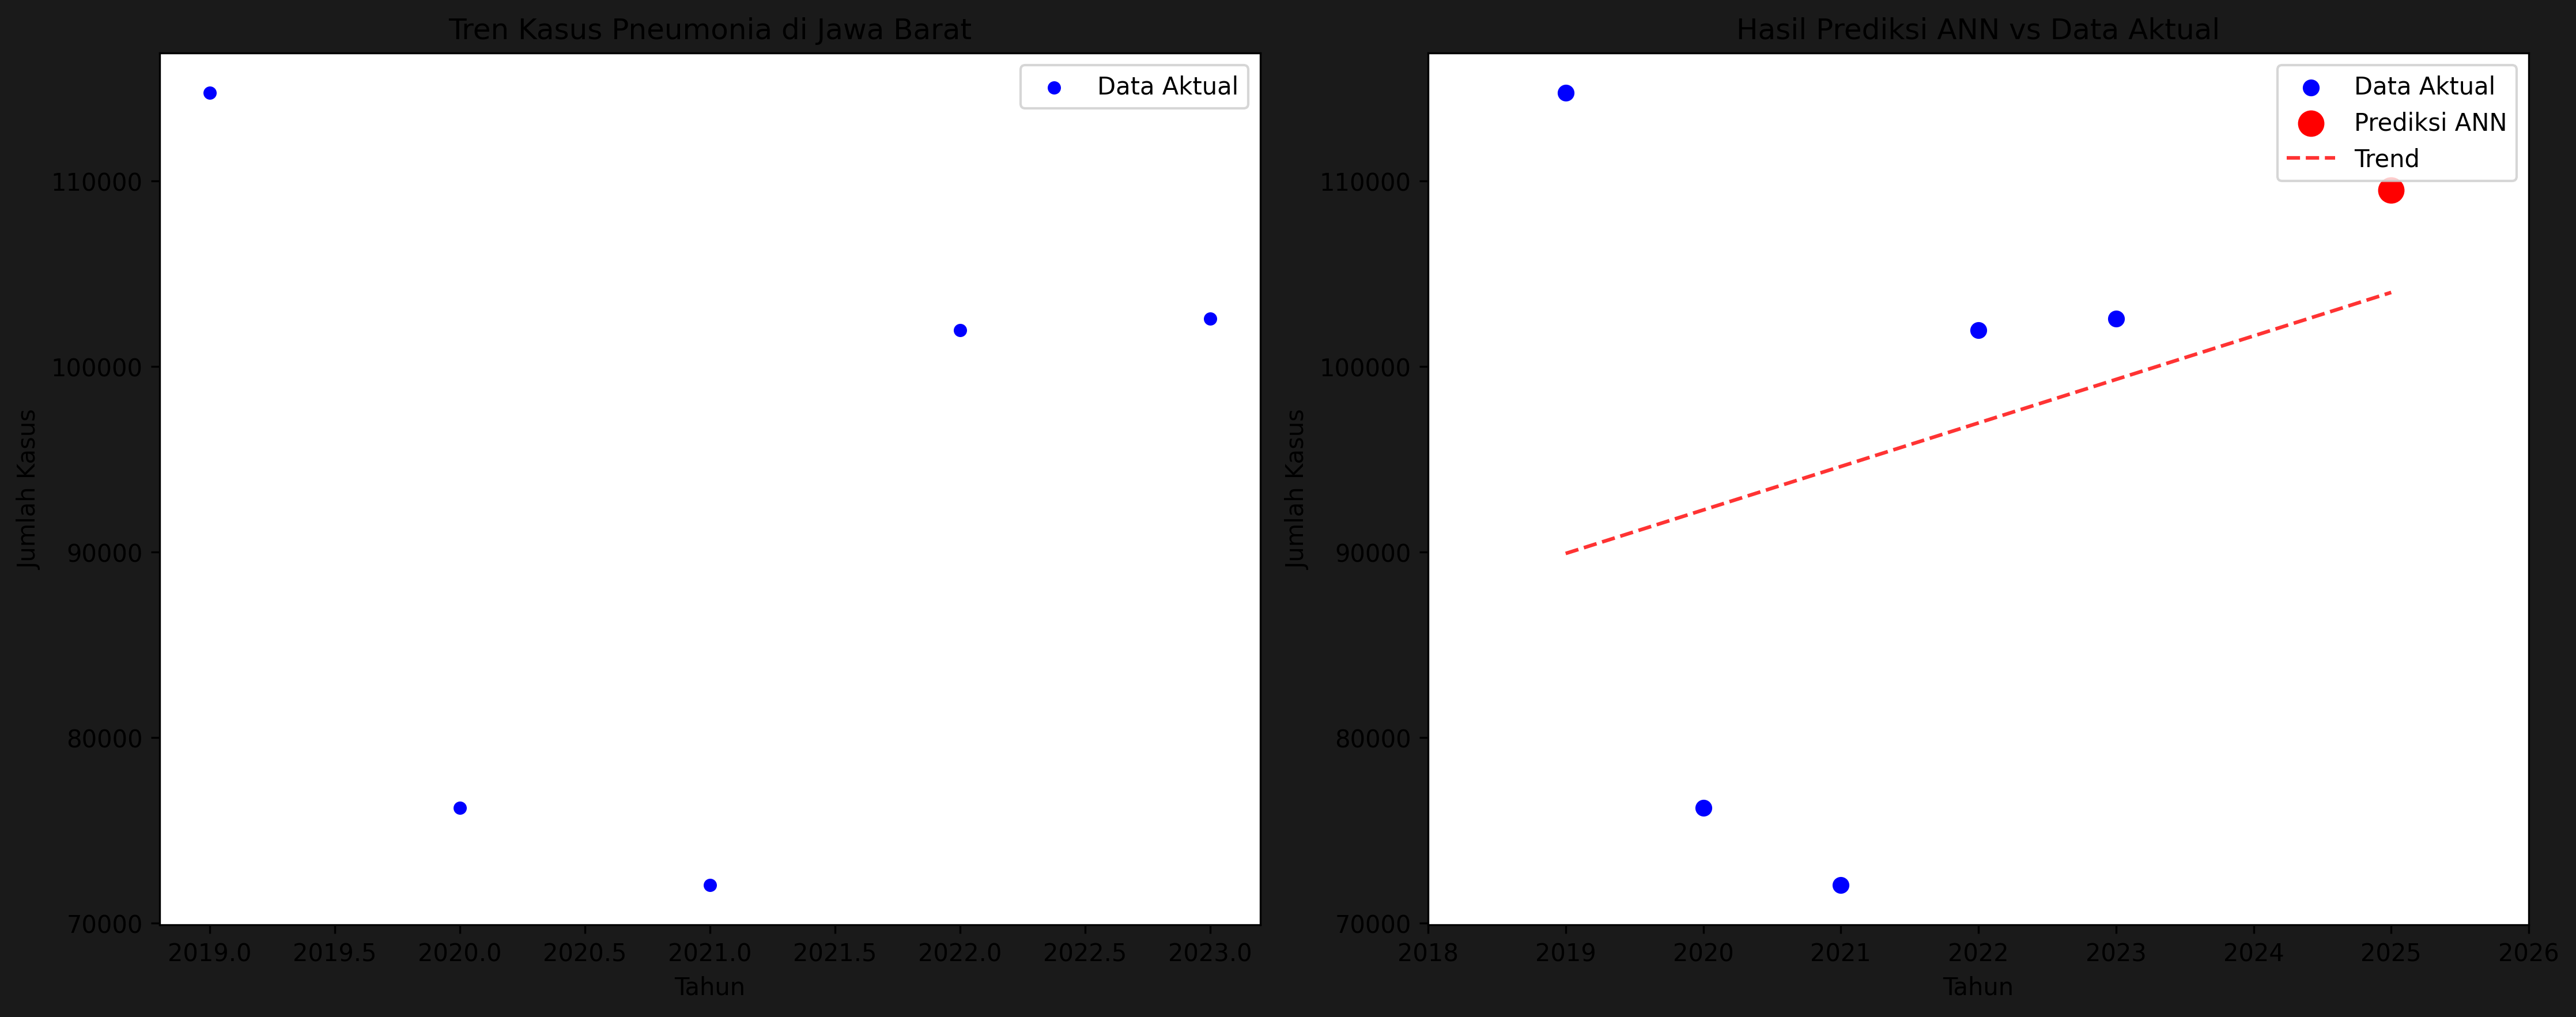 Tren Kasus Pneumonia di Jawa Barat
Data Aktual
110000
100000
90000
80000
70000
Jumlah Kasus
2019.0 2019.5 2020.0 2020.5 2021.0 2021.5 2022.0 2022.5 2023.0
Tahun
Hasil Prediksi ANN vs Data Aktual
Data Aktual
Prediksi ANN
Trend
110000
100000
90000
80000
70000
Jumlah Kasus
2018 2019 2020 2021 2022 2023 2024 2025 2026
Tahun